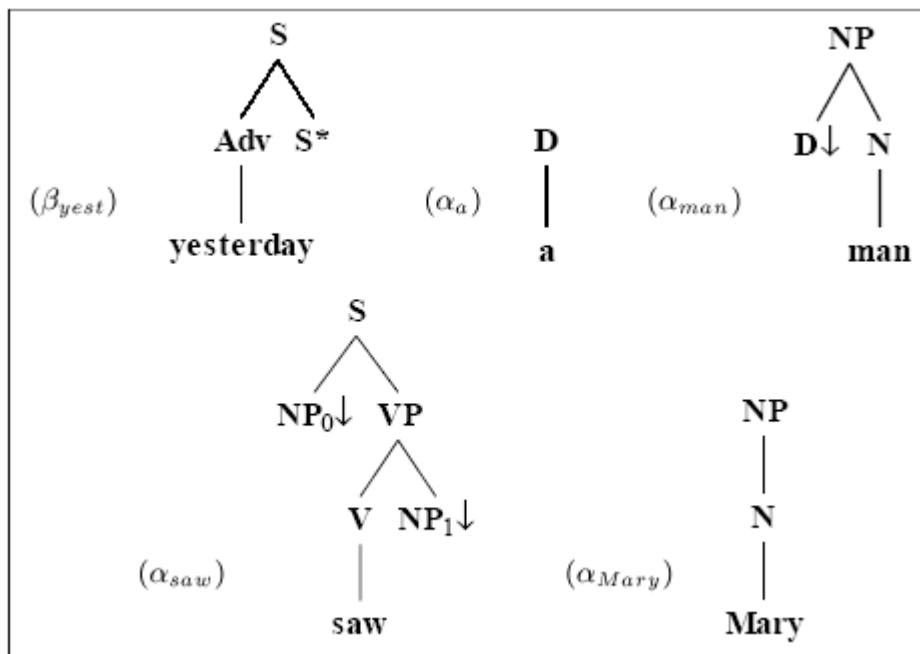 S NP
Adv S* D D↓ N
(β_yest) (α_a) (α_man)
yesterday a man
S
NP₀↓ VP NP
V NP₁↓ N
(α_saw) (α_Mary)
saw Mary